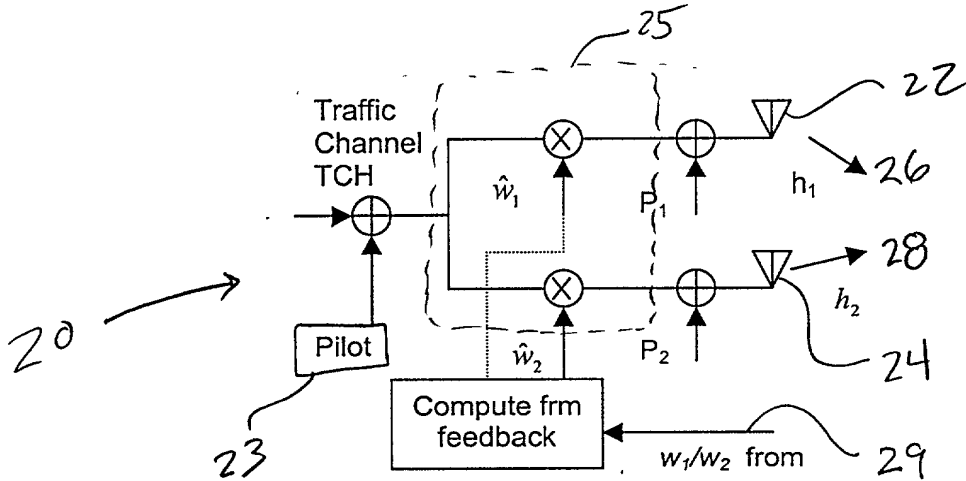 25
22
Traffic
Channel
TCH
ŵ₁
P₁
h₁
26
28
h₂
20
Pilot
ŵ₂
P₂
24
23
Compute frm
feedback
w₁/w₂ from
29